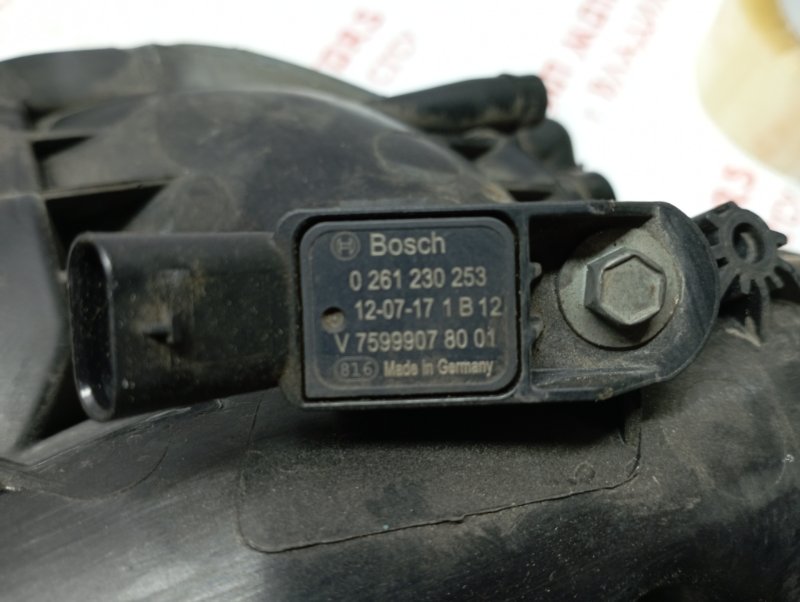 Bosch
0 261 230 253
12-07-17 1 B 12
V 7599907 80 01
816 Made in Germany